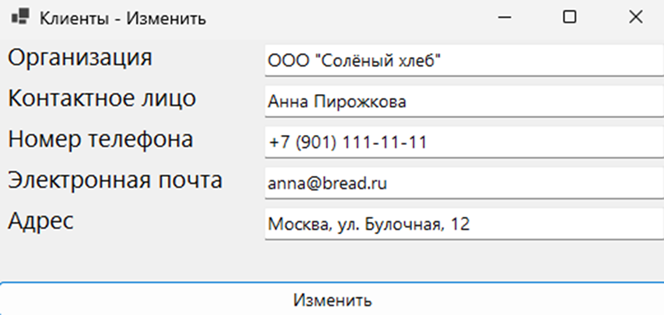 Клиенты - Изменить
Организация ООО "Солёный хлеб"
Контактное лицо Анна Пирожкова
Номер телефона +7 (901) 111-11-11
Электронная почта anna@bread.ru
Адрес Москва, ул. Булочная, 12
Изменить